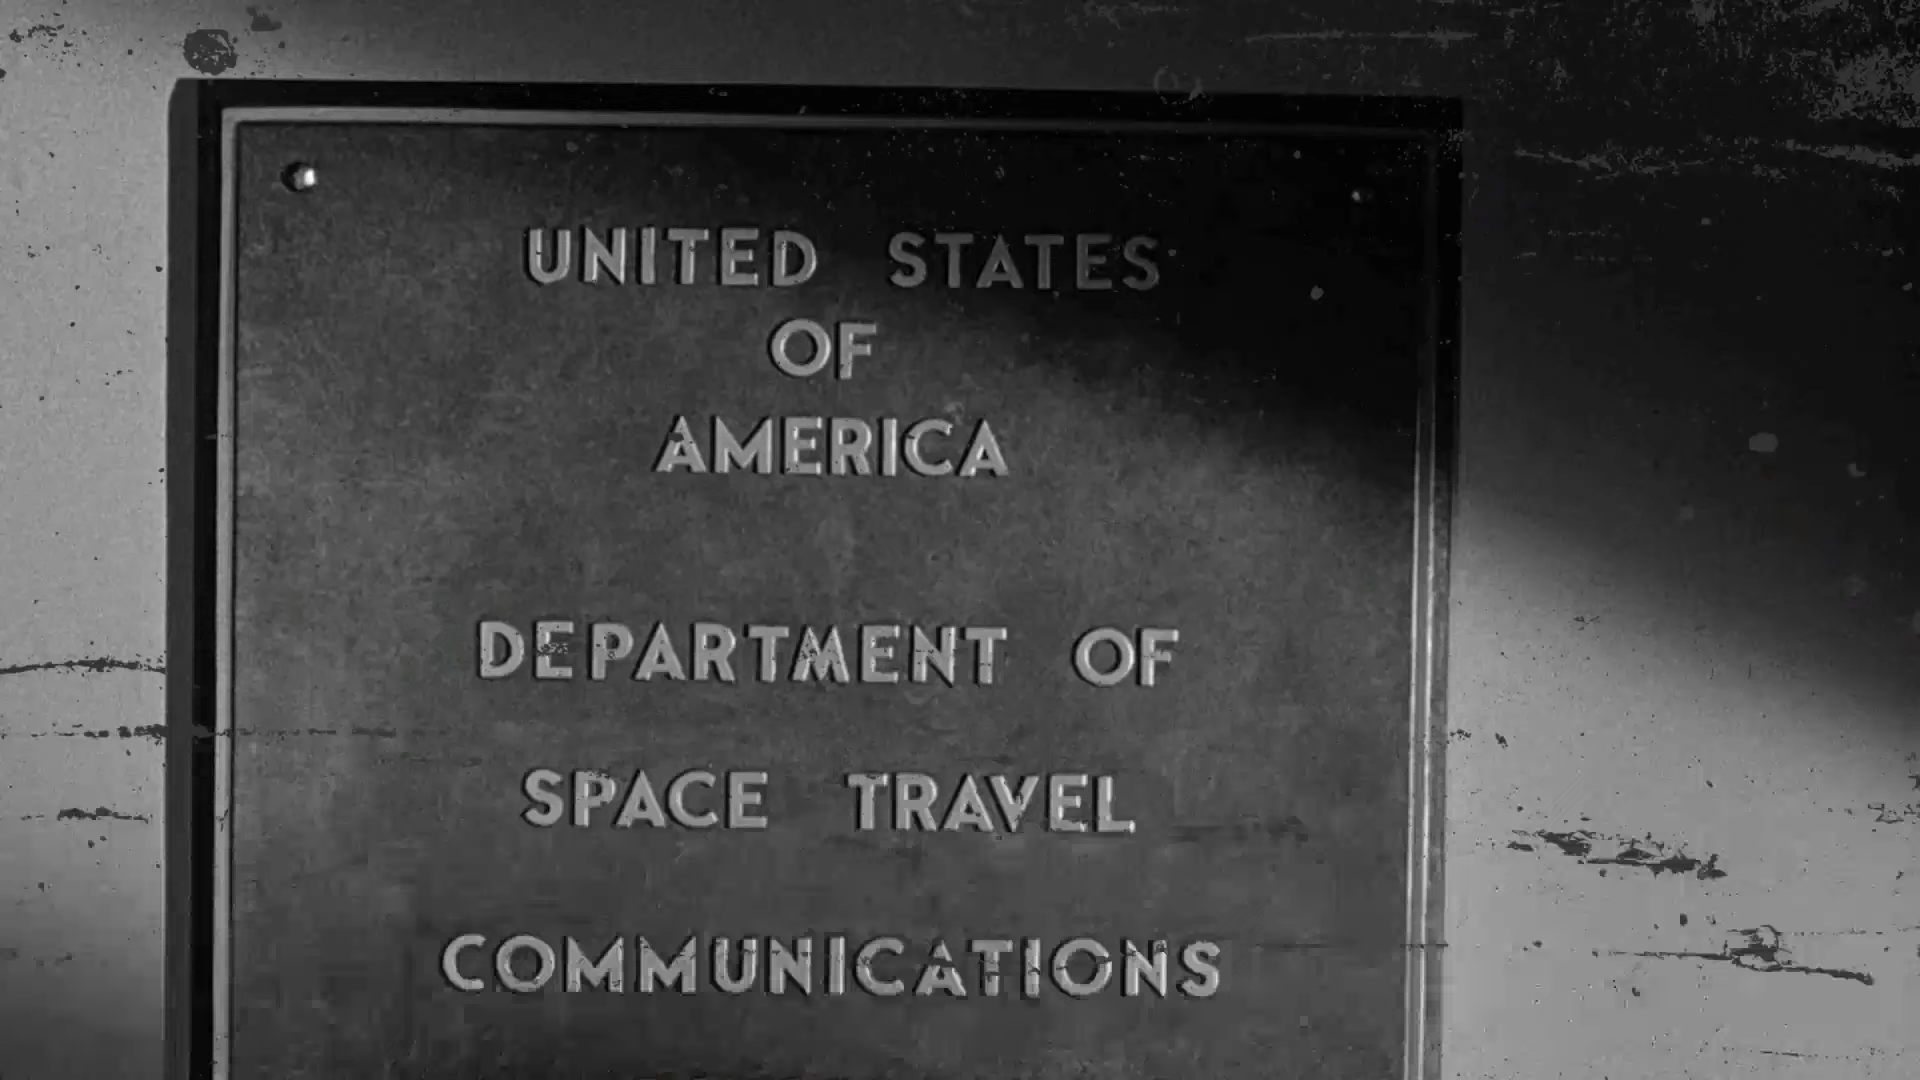 UNITED STATES
OF
AMERICA
DEPARTMENT OF
SPACE TRAVEL
COMMUNICATIONS